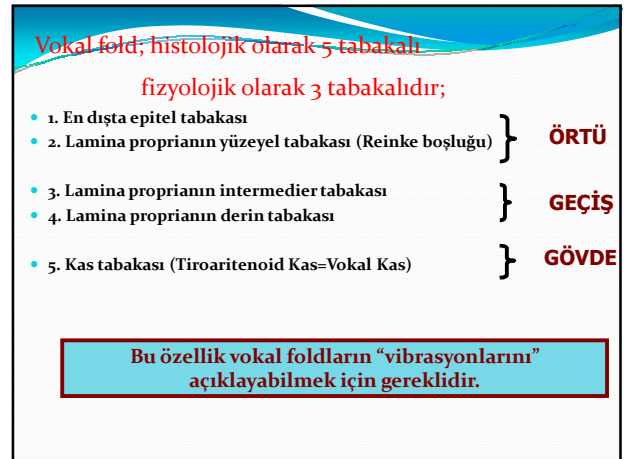 Vokal fold; histolojik olarak 5 tabakalı
fizyolojik olarak 3 tabakalıdır;
1. En dışta epitel tabakası
2. Lamina proprianın yüzeyel tabakası (Reinke boşluğu)
ÖRTÜ
3. Lamina proprianın intermedier tabakası
4. Lamina proprianın derin tabakası
GEÇİŞ
5. Kas tabakası (Tiroaritenoid Kas=Vokal Kas)
GÖVDE
Bu özellik vokal foldların “vibrasyonlarını”
açıklayabilmek için gereklidir.